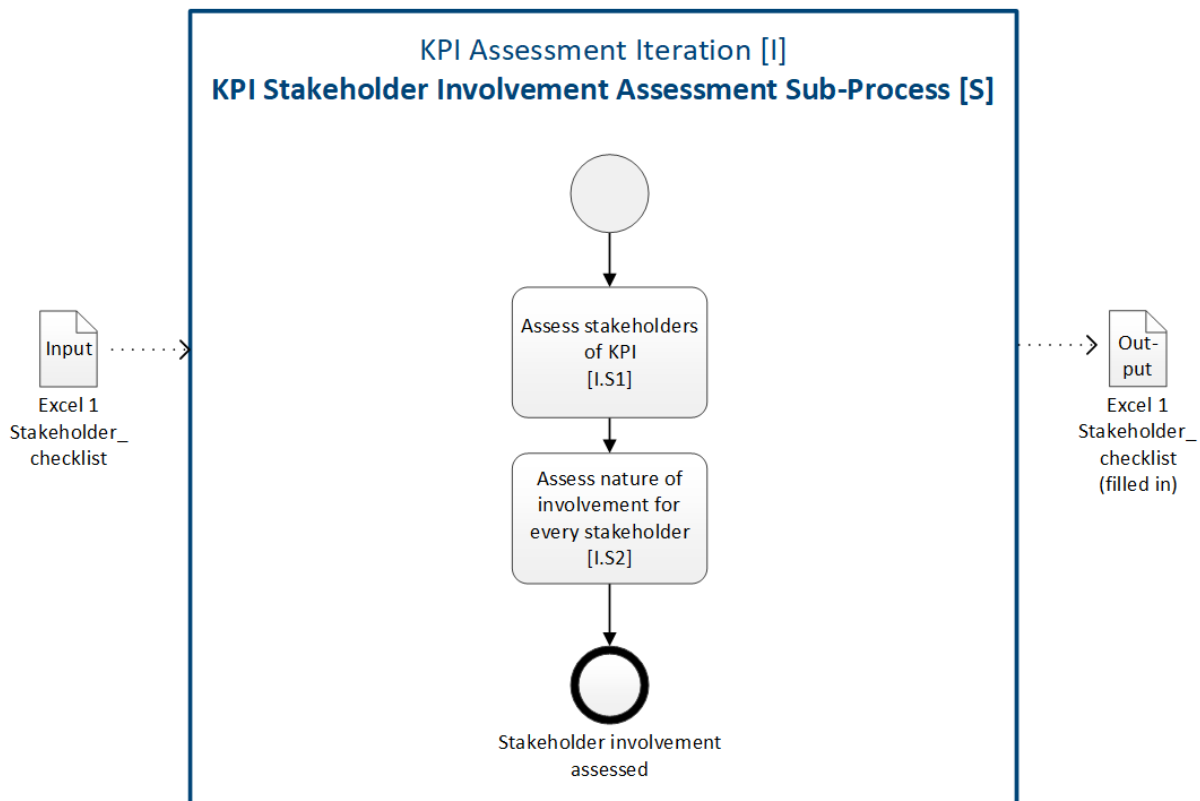 KPI Assessment Iteration [I]
KPI Stakeholder Involvement Assessment Sub-Process [S]
Input
Excel 1
Stakeholder_
checklist
Assess stakeholders
of KPI
[I.S1]
Assess nature of
involvement for
every stakeholder
[I.S2]
Stakeholder involvement
assessed
Out-
put
Excel 1
Stakeholder_
checklist
(filled in)